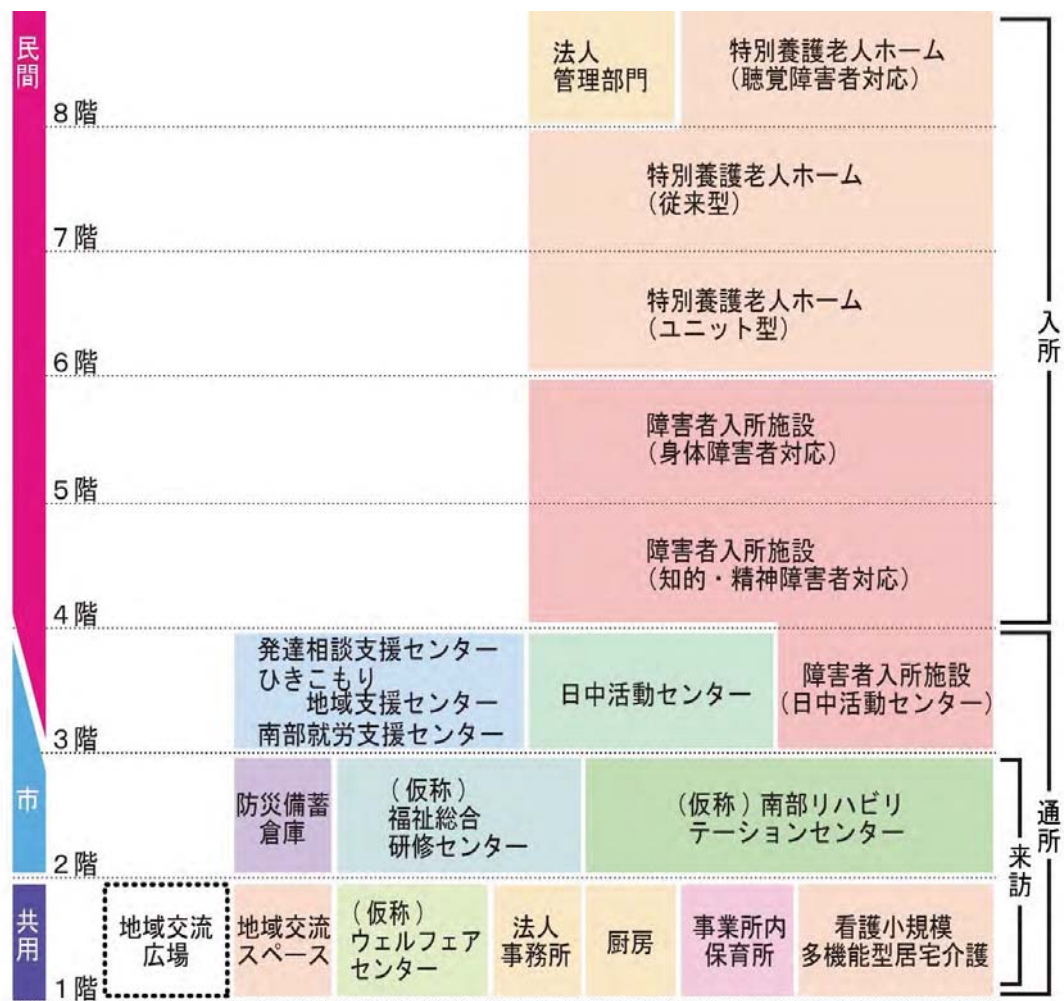 民間
法人
管理部門
特別養護老人ホーム
(聴覚障害者対応)
8階
特別養護老人ホーム
(従来型)
7階
特別養護老人ホーム
(ユニット型)
6階
障害者入所施設
(身体障害者対応)
5階
障害者入所施設
(知的・精神障害者対応)
4階
入所
市
発達相談支援センター
ひきこもり
地域支援センター
南部就労支援センター
日中活動センター
障害者入所施設
(日中活動センター)
3階
防災備蓄
倉庫
(仮称)
福祉総合
研修センター
(仮称)南部リハビリ
テーションセンター
2階
通所
来訪
共用
地域交流
広場
地域交流
スペース
(仮称)
ウェルフェア
センター
法人
事務所
厨房
事業所内
保育所
看護小規模
多機能型居宅介護
1階